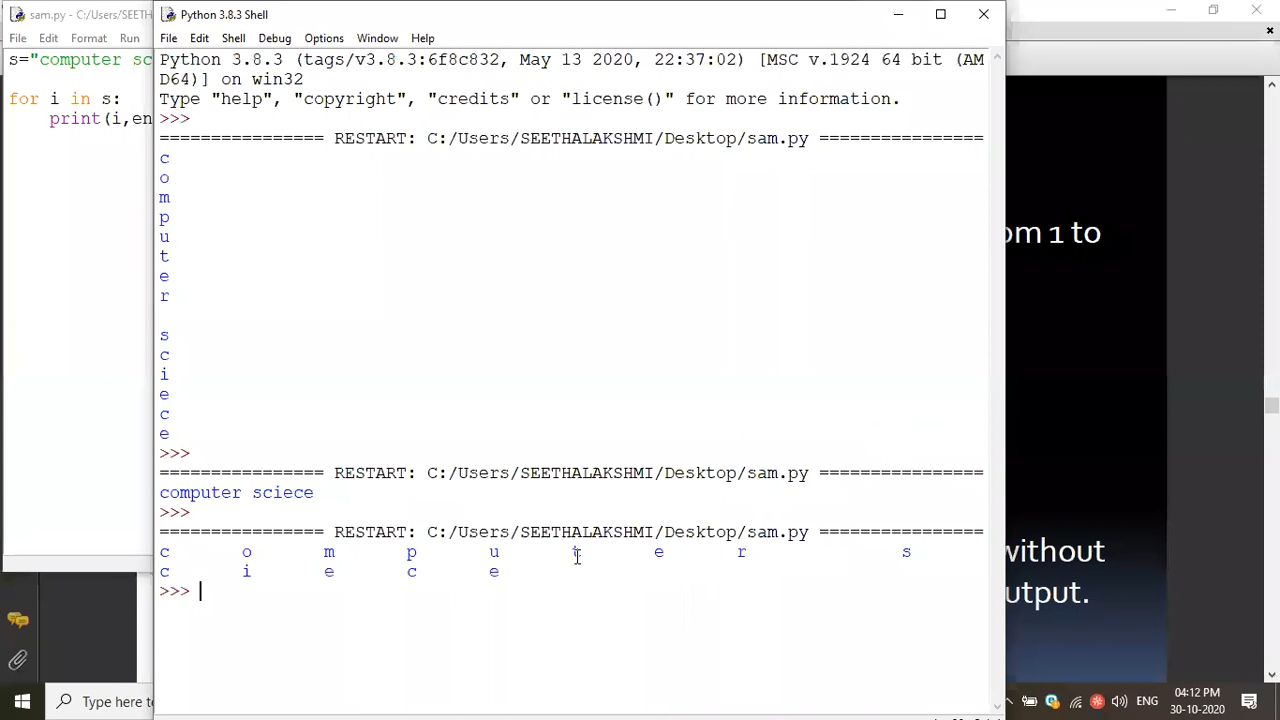 sam.py - C:/Users/SEETH
File Edit Format Run
s="computer sc
for i in s:
print(i,en
Python 3.8.3 Shell
File Edit Shell Debug Options Window Help
Python 3.8.3 (tags/v3.8.3:6f8c832, May 13 2020, 22:37:02) [MSC v.1924 64 bit (AM
D64)] on win32
Type "help", "copyright", "credits" or "license()" for more information.
>>>
================ RESTART: C:/Users/SEETHALAKSHMI/Desktop/sam.py ================
c
o
m
p
u
t
e
r
s
c
i
e
c
e
>>>
================ RESTART: C:/Users/SEETHALAKSHMI/Desktop/sam.py ================
computer sciece
>>>
================ RESTART: C:/Users/SEETHALAKSHMI/Desktop/sam.py ================
c o m p u t e r s
c i e c e
>>>
om 1 to
without
utput.
Type here to
ENG
04:12 PM
30-10-2020